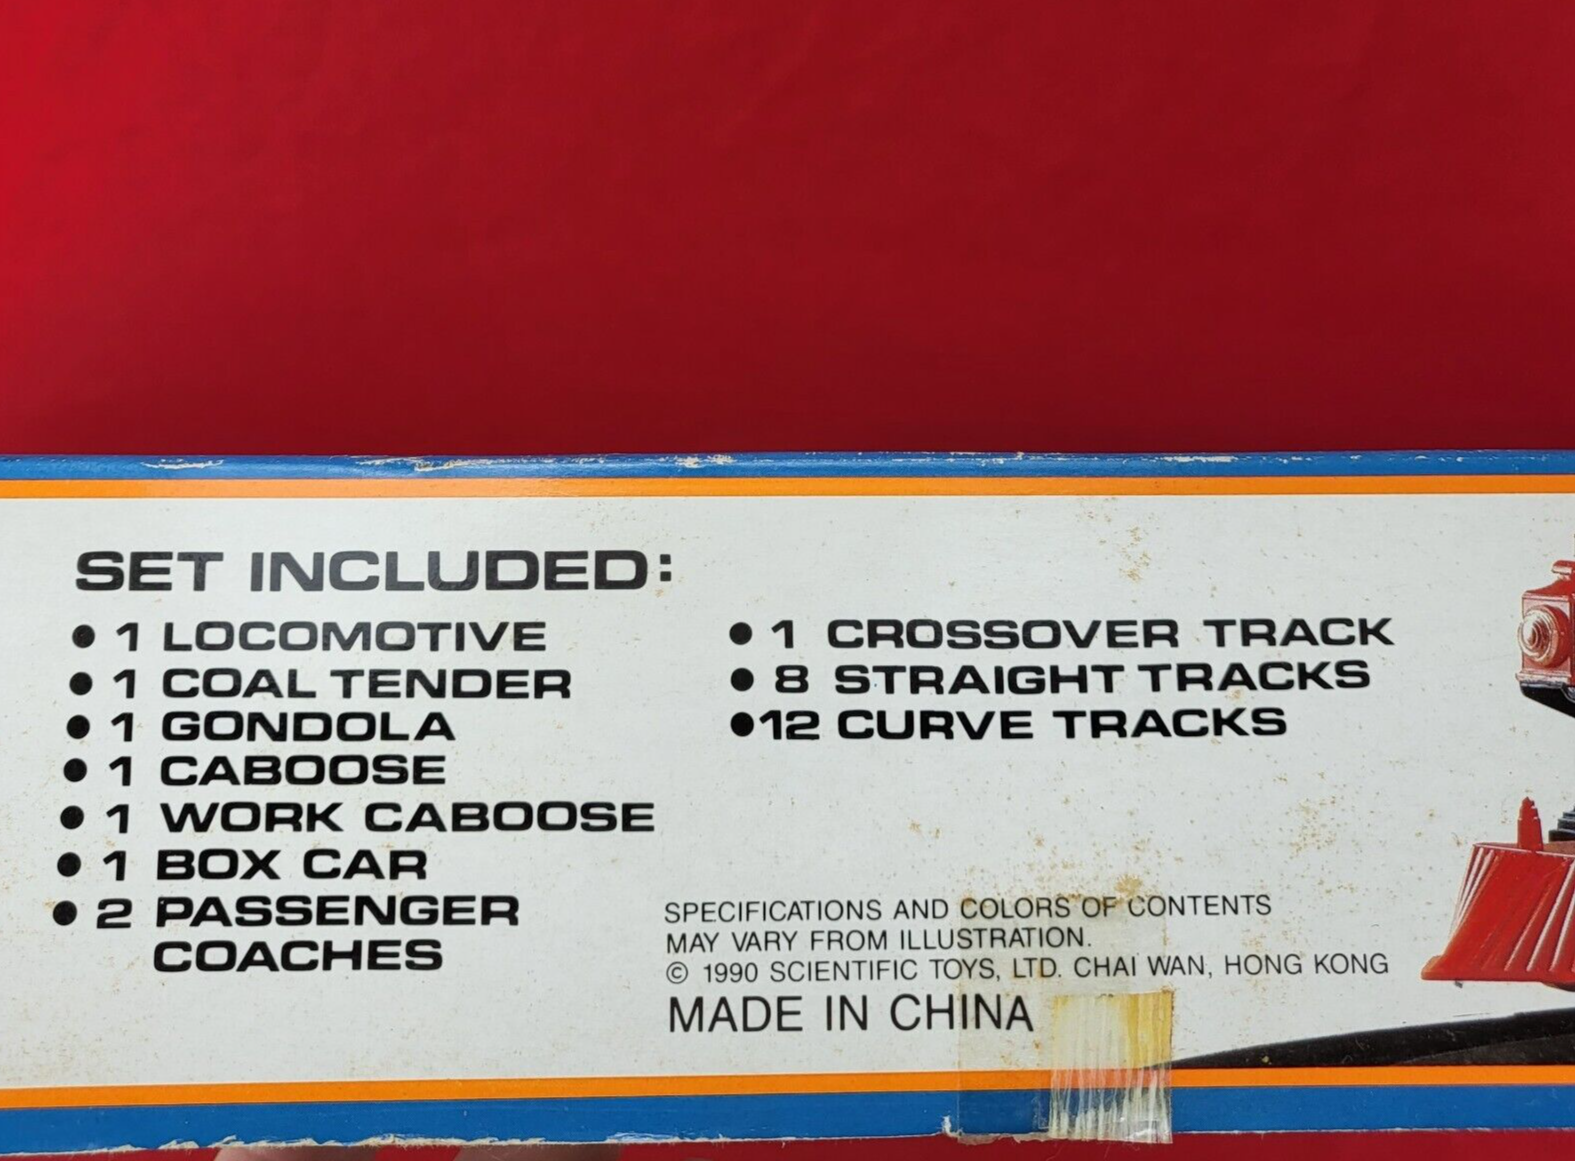 SET INCLUDED:
● 1 LOCOMOTIVE
● 1 COAL TENDER
● 1 GONDOLA
● 1 CABOOSE
● 1 WORK CABOOSE
● 1 BOX CAR
● 2 PASSENGER
COACHES
● 1 CROSSOVER TRACK
● 8 STRAIGHT TRACKS
●12 CURVE TRACKS
SPECIFICATIONS AND COLORS OF CONTENTS
MAY VARY FROM ILLUSTRATION.
© 1990 SCIENTIFIC TOYS, LTD. CHAI WAN, HONG KONG
MADE IN CHINA